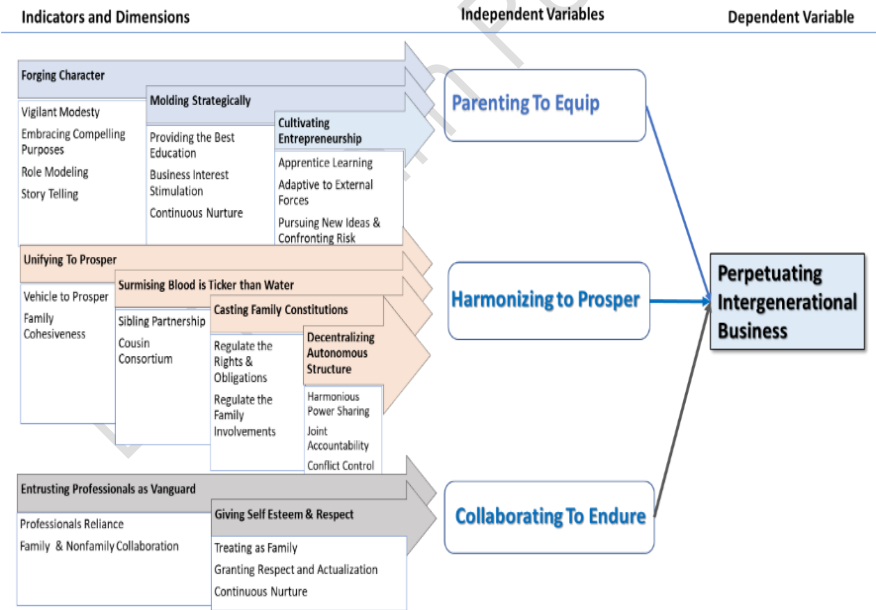 Indicators and Dimensions
Independent Variables
Dependent Variable
Forging Character
Vigilant Modesty
Embracing Compelling
Purposes
Role Modeling
Story Telling
Molding Strategically
Providing the Best
Education
Business Interest
Stimulation
Continuous Nurture
Cultivating
Entrepreneurship
Apprentice Learning
Adaptive to External
Forces
Pursuing New Ideas &
Confronting Risk
Parenting To Equip
Unifying To Prosper
Vehicle to Prosper
Family
Cohesiveness
Surmising Blood is Ticker than Water
Sibling Partnership
Cousin
Consortium
Casting Family Constitutions
Regulate the
Rights &
Obligations
Regulate the
Family
Involvements
Decentralizing
Autonomous
Structure
Harmonious
Power Sharing
Joint
Accountability
Conflict Control
Harmonizing to Prosper
Perpetuating
Intergenerational
Business
Entrusting Professionals as Vanguard
Professionals Reliance
Family & Nonfamily Collaboration
Giving Self Esteem & Respect
Treating as Family
Granting Respect and Actualization
Continuous Nurture
Collaborating To Endure